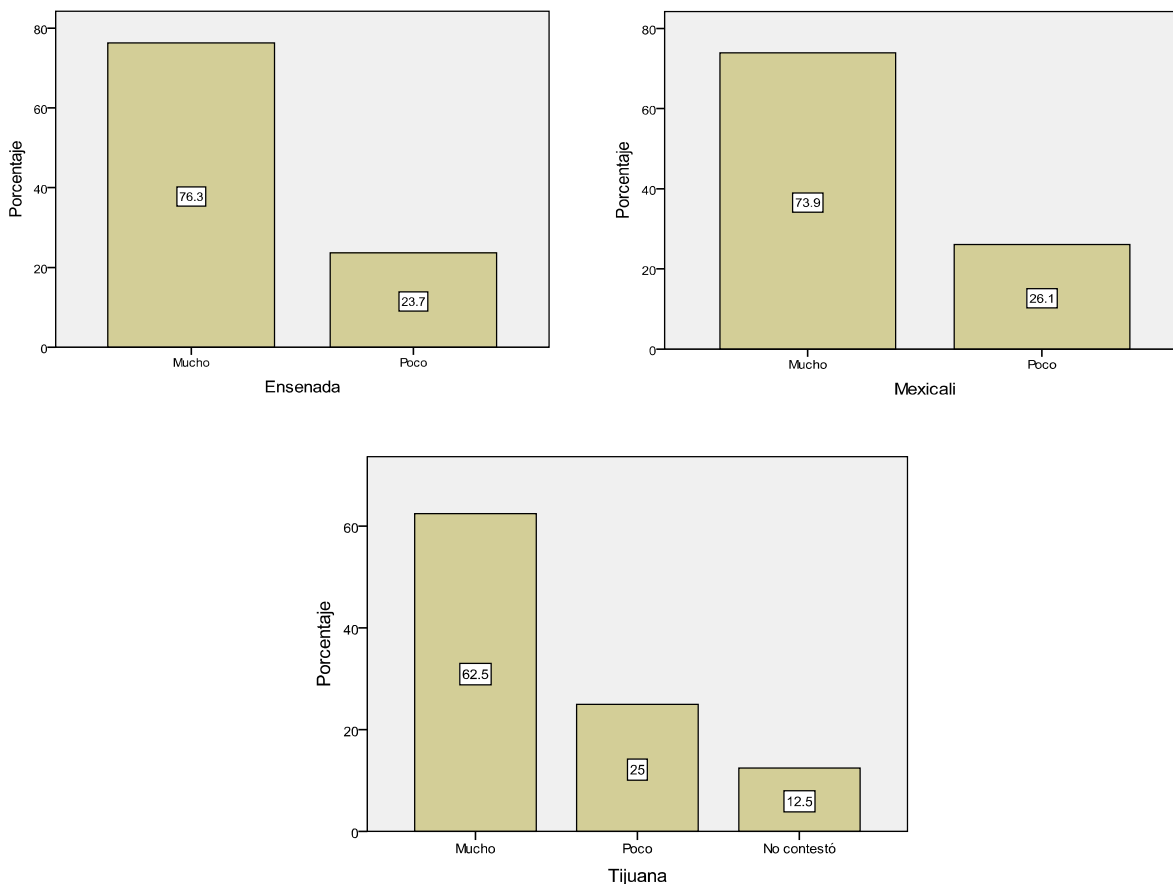 Porcentaje
80
60
40
20
0
76.3
23.7
Mucho
Poco
Ensenada
Porcentaje
80
60
40
20
0
73.9
26.1
Mucho
Poco
Mexicali
Porcentaje
60
40
20
0
62.5
25
12.5
Mucho
Poco
No contestó
Tijuana